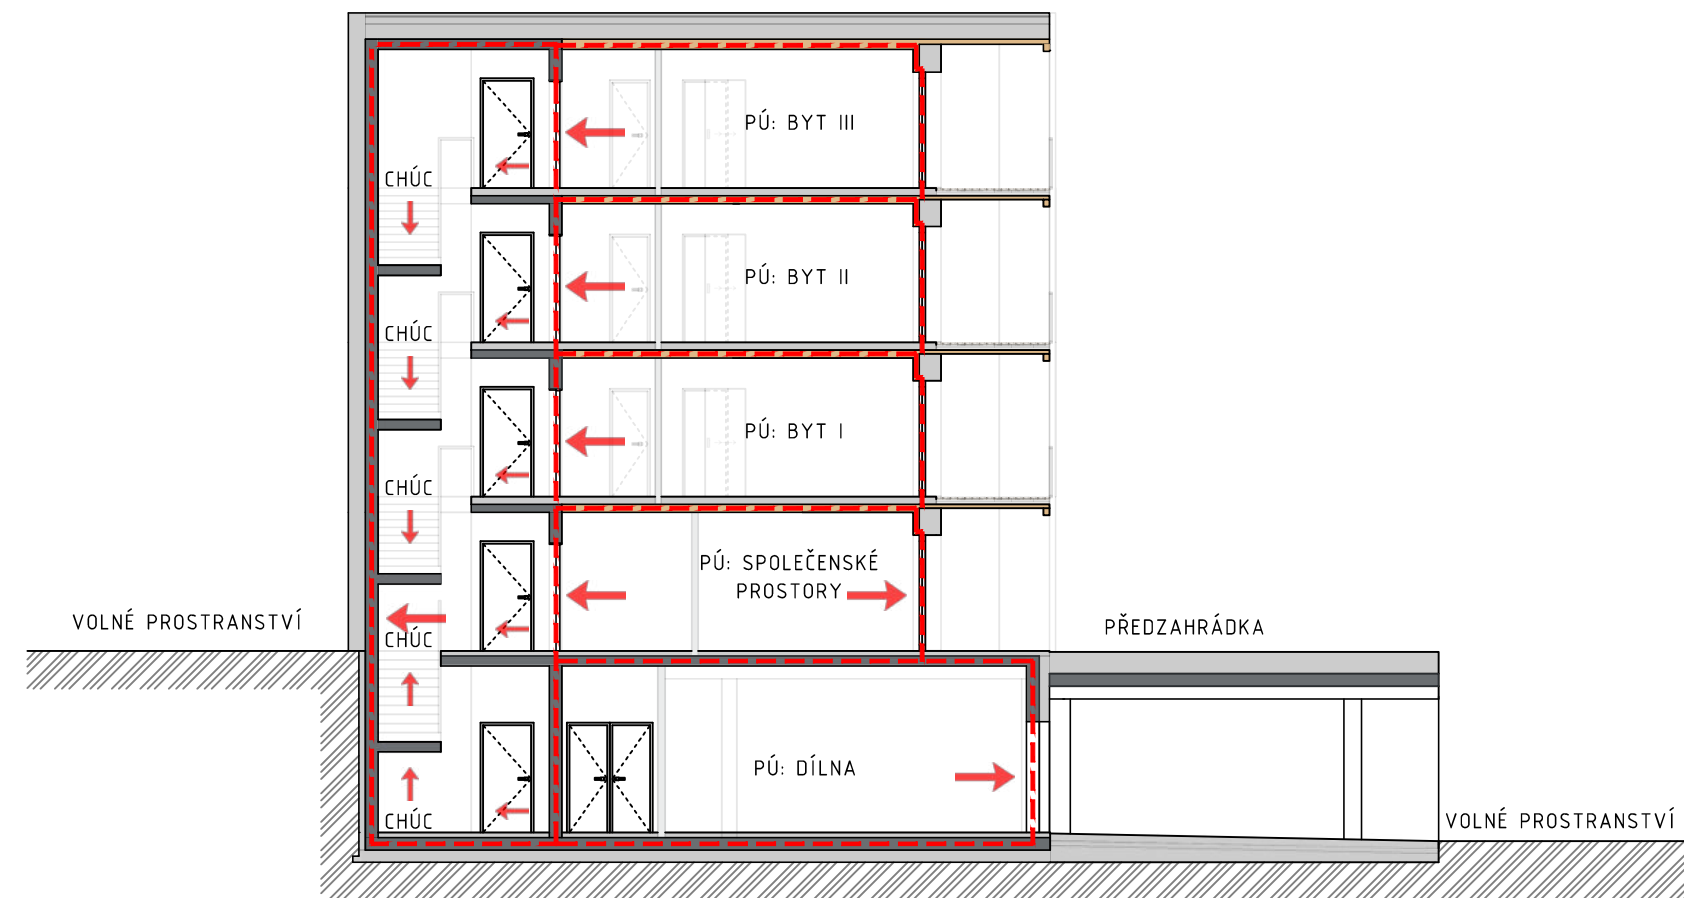 PÚ: BYT III
CHÚC
PÚ: BYT II
CHÚC
PÚ: BYT I
CHÚC
PÚ: SPOLEČENSKÉ
PROSTORY
VOLNÉ PROSTRANSTVÍ
PŘEDZAHRÁDKA
CHÚC
PÚ: DÍLNA
CHÚC
VOLNÉ PROSTRANSTVÍ